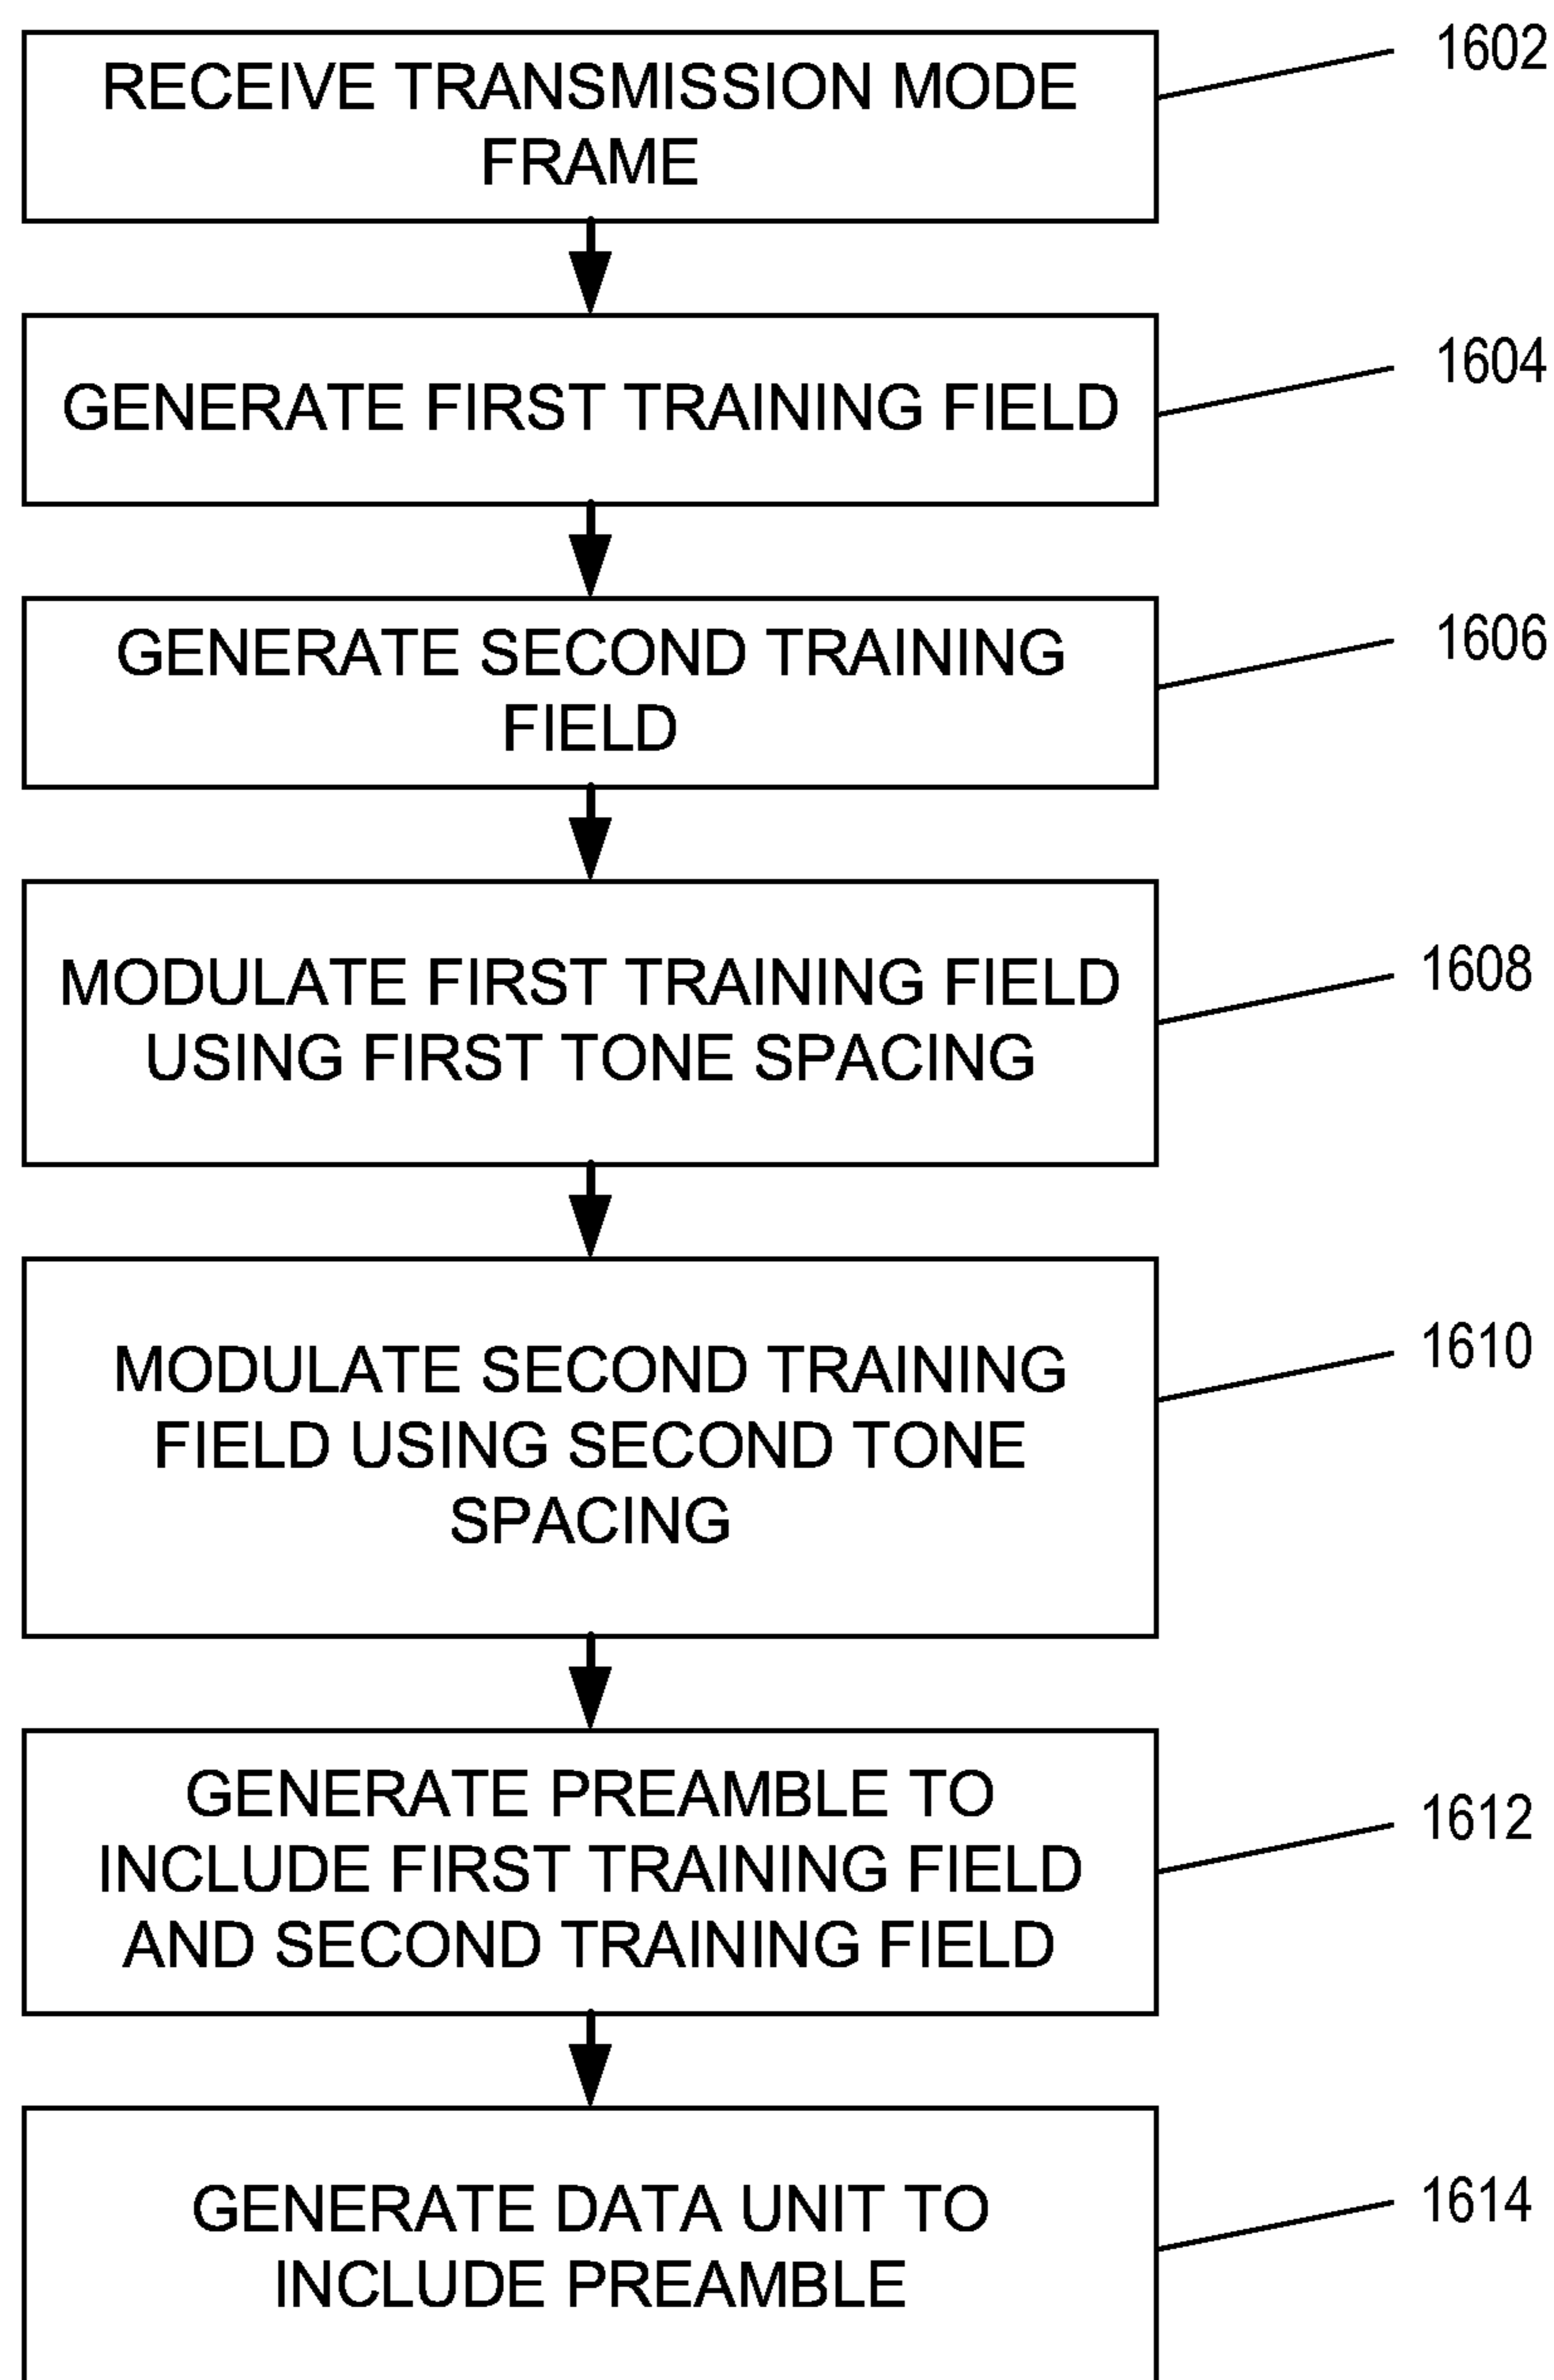 RECEIVE TRANSMISSION MODE
FRAME
1602
GENERATE FIRST TRAINING FIELD
1604
GENERATE SECOND TRAINING
FIELD
1606
MODULATE FIRST TRAINING FIELD
USING FIRST TONE SPACING
1608
MODULATE SECOND TRAINING
FIELD USING SECOND TONE
SPACING
1610
GENERATE PREAMBLE TO
INCLUDE FIRST TRAINING FIELD
AND SECOND TRAINING FIELD
1612
GENERATE DATA UNIT TO
INCLUDE PREAMBLE
1614